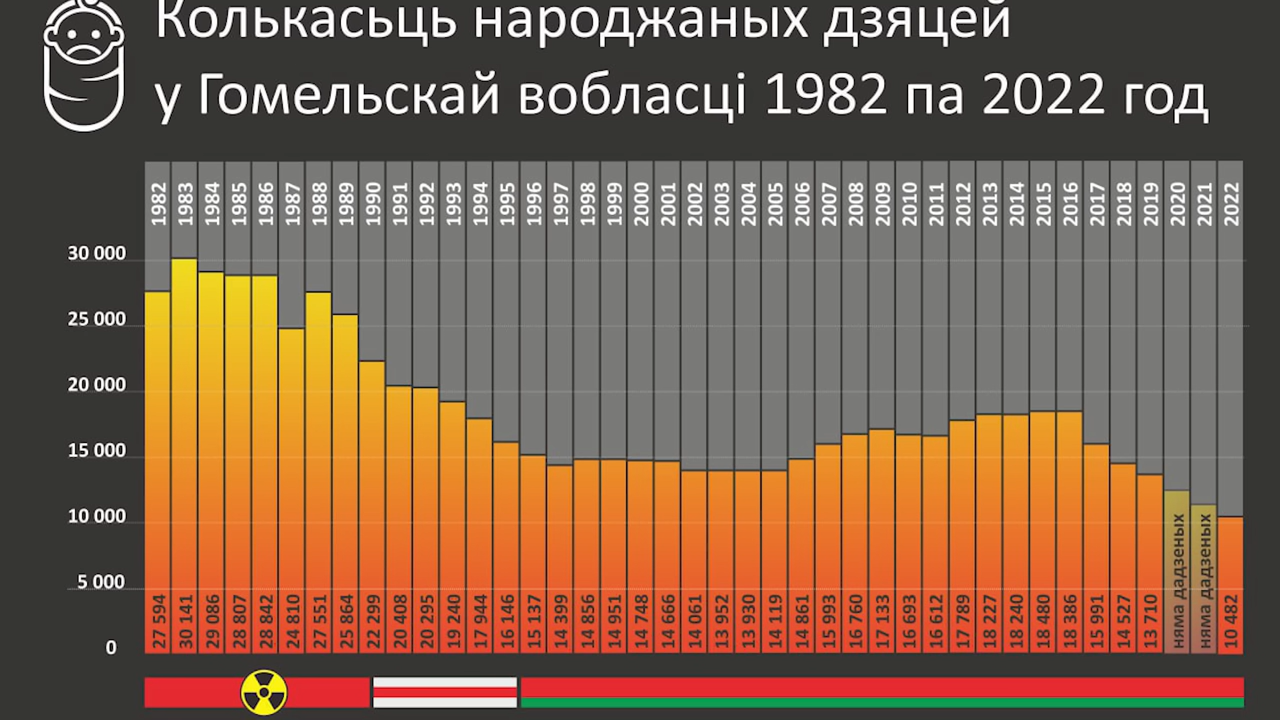 Колькасьць народжаных дзяцей
у Гомельскай вобласці 1982 па 2022 год
1982 1983 1984 1985 1986 1987 1988 1989 1990 1991 1992 1993 1994 1995 1996 1997 1998 1999 2000 2001 2002 2003 2004 2005 2006 2007 2008 2009 2010 2011 2012 2013 2014 2015 2016 2017 2018 2019 2020 2021 2022
30 000
25 000
20 000
15 000
10 000
5 000
0
27 594 30 141 29 086 28 807 28 842 24 810 27 551 25 864 22 299 20 408 20 295 19 240 17 944 16 146 15 137 14 399 14 856 14 951 14 748 14 666 14 061 13 952 13 930 14 119 14 861 15 993 16 760 17 133 16 693 16 612 17 789 18 227 18 240 18 480 18 386 15 991 14 527 13 710 няма дадзеных няма дадзеных 10 482